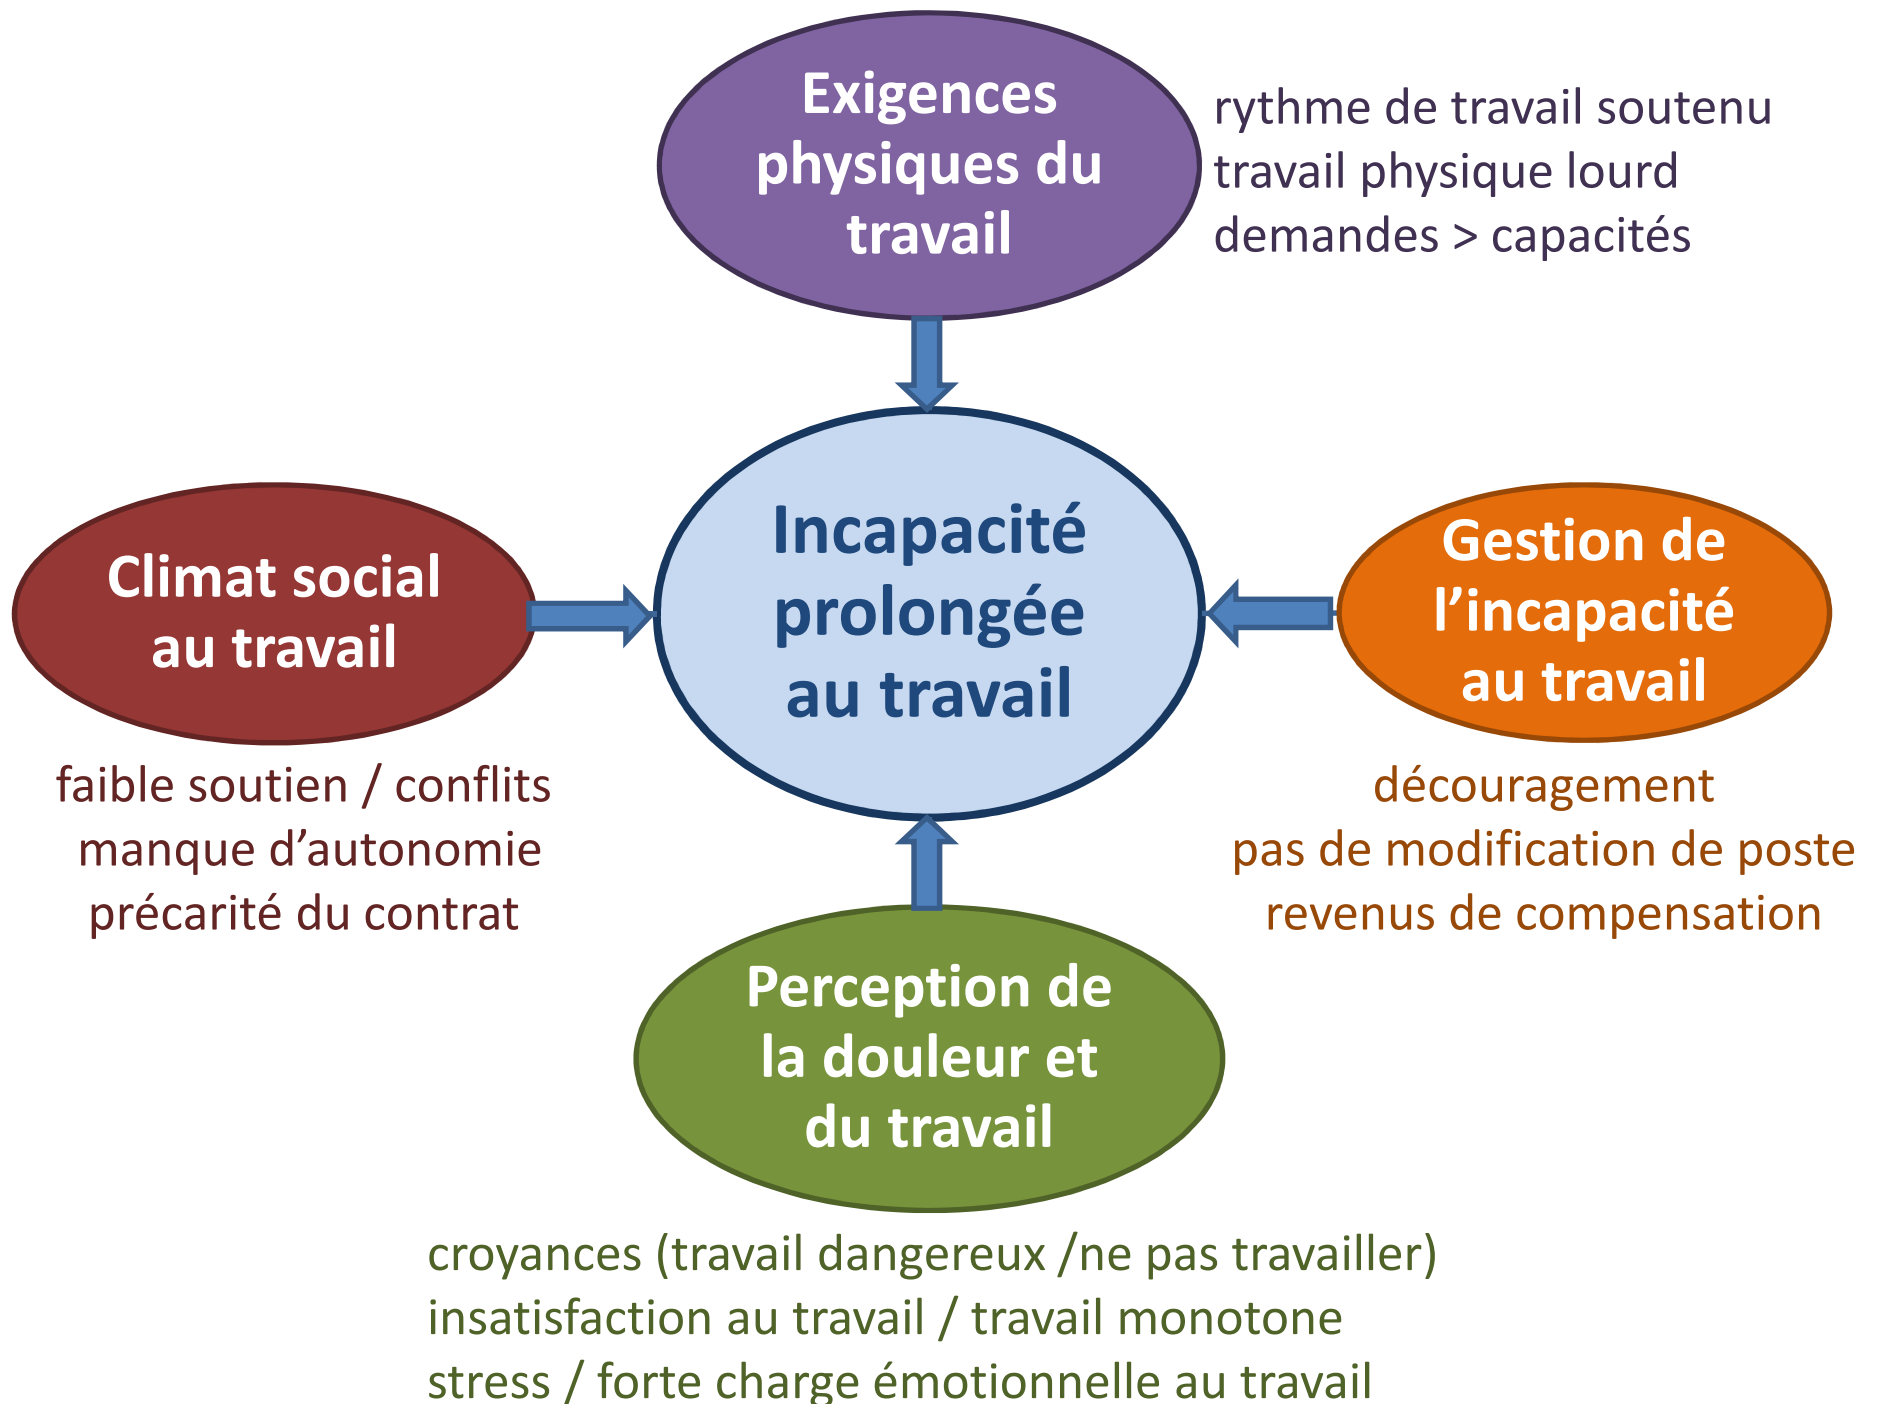 Exigences
physiques du
travail
rythme de travail soutenu
travail physique lourd
demandes > capacités
Climat social
au travail
faible soutien / conflits
manque d’autonomie
précarité du contrat
Incapacité
prolongée
au travail
Gestion de
l’incapacité
au travail
découragement
pas de modification de poste
revenus de compensation
Perception de
la douleur et
du travail
croyances (travail dangereux /ne pas travailler)
insatisfaction au travail / travail monotone
stress / forte charge émotionnelle au travail